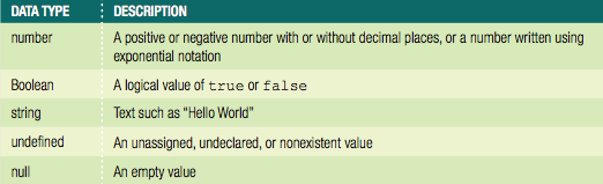 DATA TYPE DESCRIPTION
number A positive or negative number with or without decimal places, or a number written using
exponential notation
Boolean A logical value of true or false
string Text such as “Hello World”
undefined An unassigned, undeclared, or nonexistent value
null An empty value